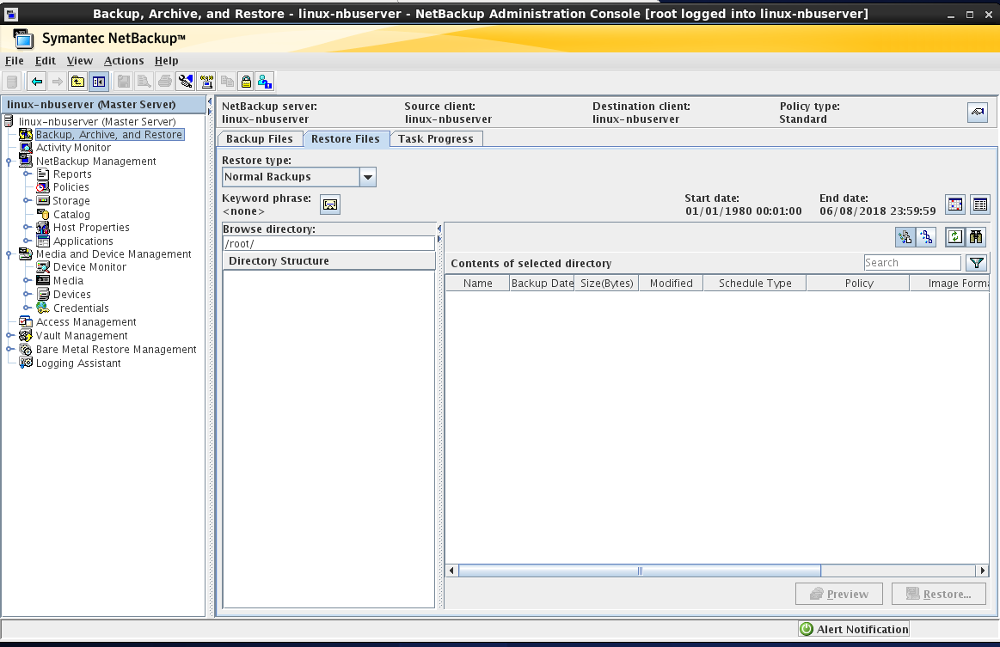 Backup, Archive, and Restore - linux-nbuserver - NetBackup Administration Console [root logged into linux-nbuserver]
Symantec NetBackup™
File Edit View Actions Help
linux-nbuserver (Master Server)
linux-nbuserver (Master Server)
Backup, Archive, and Restore
Activity Monitor
NetBackup Management
Reports
Policies
Storage
Catalog
Host Properties
Applications
Media and Device Management
Device Monitor
Media
Devices
Credentials
Access Management
Vault Management
Bare Metal Restore Management
Logging Assistant
NetBackup server: Source client: Destination client: Policy type:
linux-nbuserver linux-nbuserver linux-nbuserver Standard
Backup Files Restore Files Task Progress
Restore type:
Normal Backups
Keyword phrase: Start date: End date:
<none> 01/01/1980 00:01:00 06/08/2018 23:59:59
Browse directory:
/root/
Directory Structure
Contents of selected directory Search
Name Backup Date Size(Bytes) Modified Schedule Type Policy Image Forma
Preview Restore...
Alert Notification